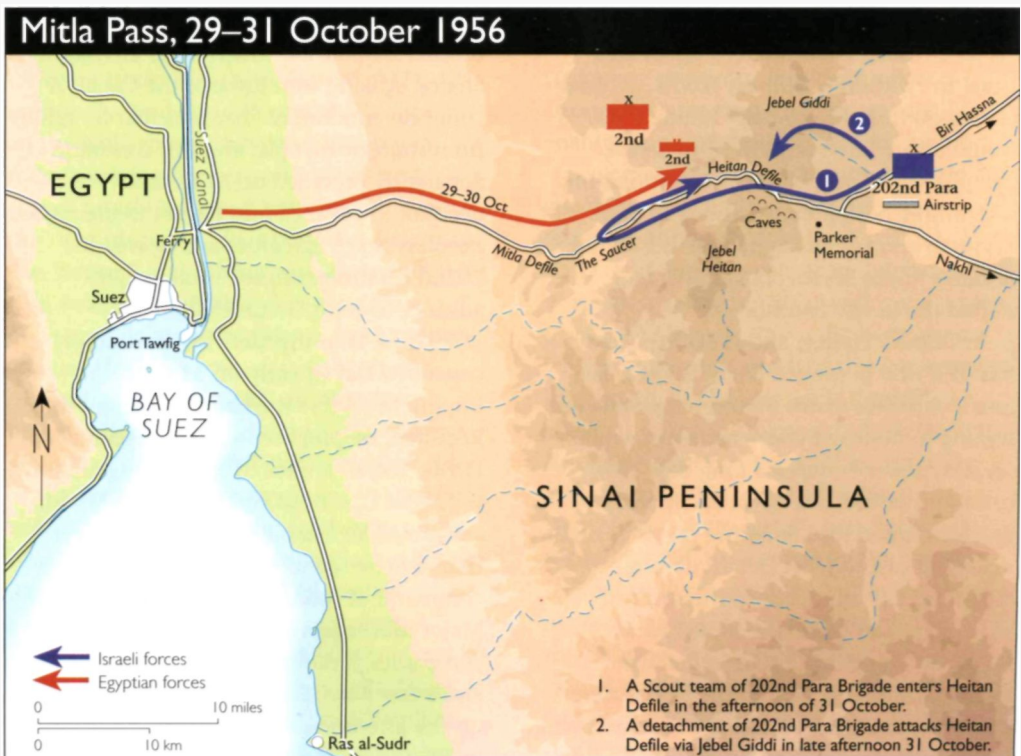 Mitla Pass, 29–31 October 1956
EGYPT
Suez Canal
Ferry
Suez
Port Tawfig
BAY OF
SUEZ
N
29–30 Oct
Mitla Defile
The Saucer
X
2nd
2nd
Heitan Defile
Jebel Giddi
2
1
X
202nd Para
Airstrip
Bir Hassna
Caves
Parker
Memorial
Jebel
Heitan
Nakhl
SINAI PENINSULA
Israeli forces
Egyptian forces
0 10 miles
0 10 km
Ras al-Sudr
1. A Scout team of 202nd Para Brigade enters Heitan
Defile in the afternoon of 31 October.
2. A detachment of 202nd Para Brigade attacks Heitan
Defile via Jebel Giddi in late afternoon 31 October.